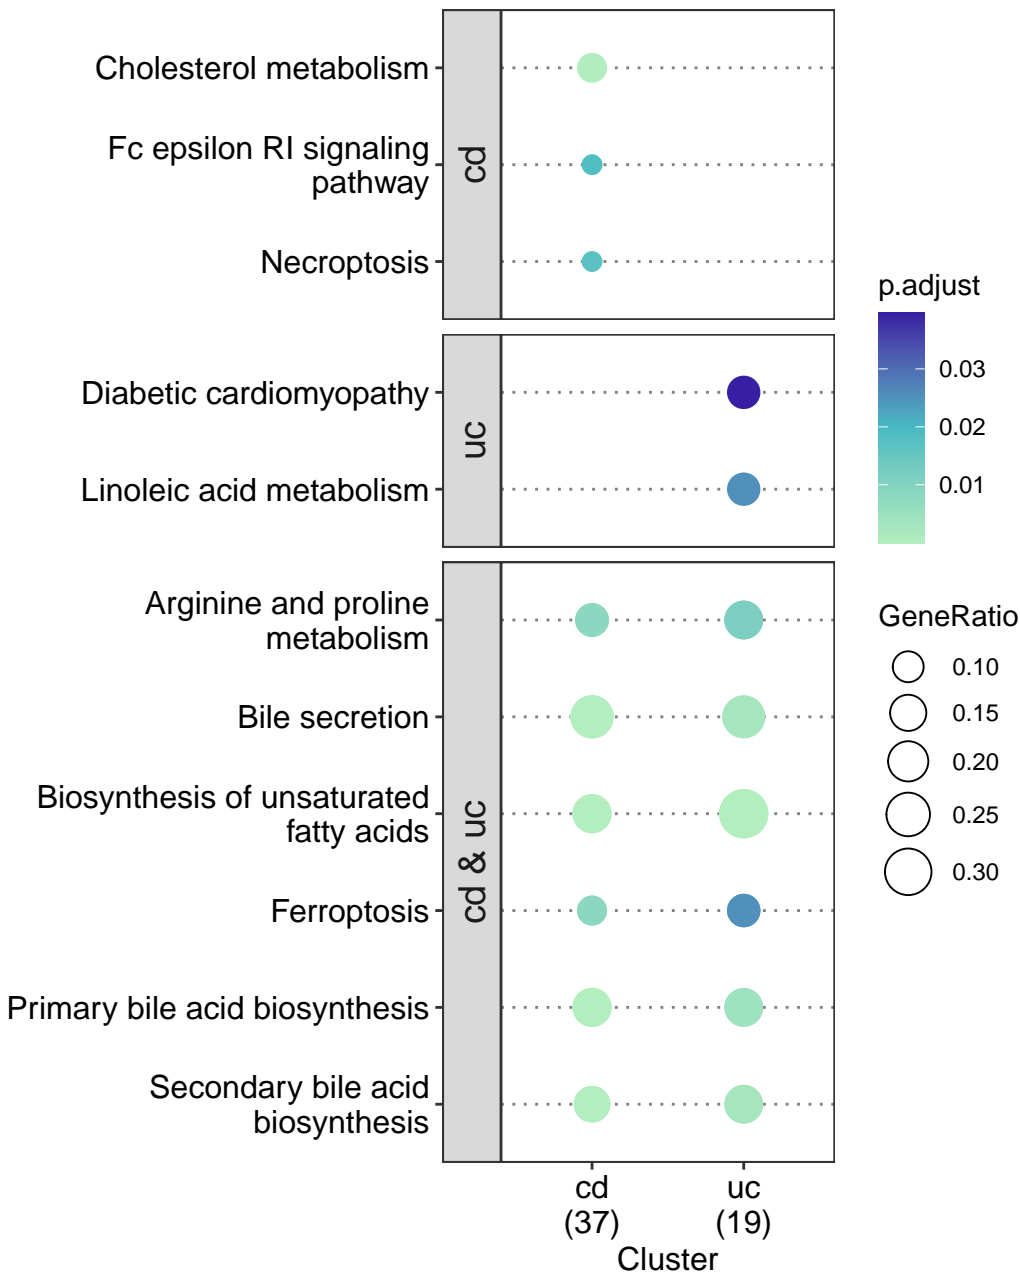 Cholesterol metabolism
Fc epsilon RI signaling
pathway
Necroptosis
cd
Diabetic cardiomyopathy
Linoleic acid metabolism
uc
Arginine and proline
metabolism
Bile secretion
Biosynthesis of unsaturated
fatty acids
Ferroptosis
Primary bile acid biosynthesis
Secondary bile acid
biosynthesis
cd & uc
cd
(37)
uc
(19)
Cluster
p.adjust
0.03
0.02
0.01
GeneRatio
0.10
0.15
0.20
0.25
0.30